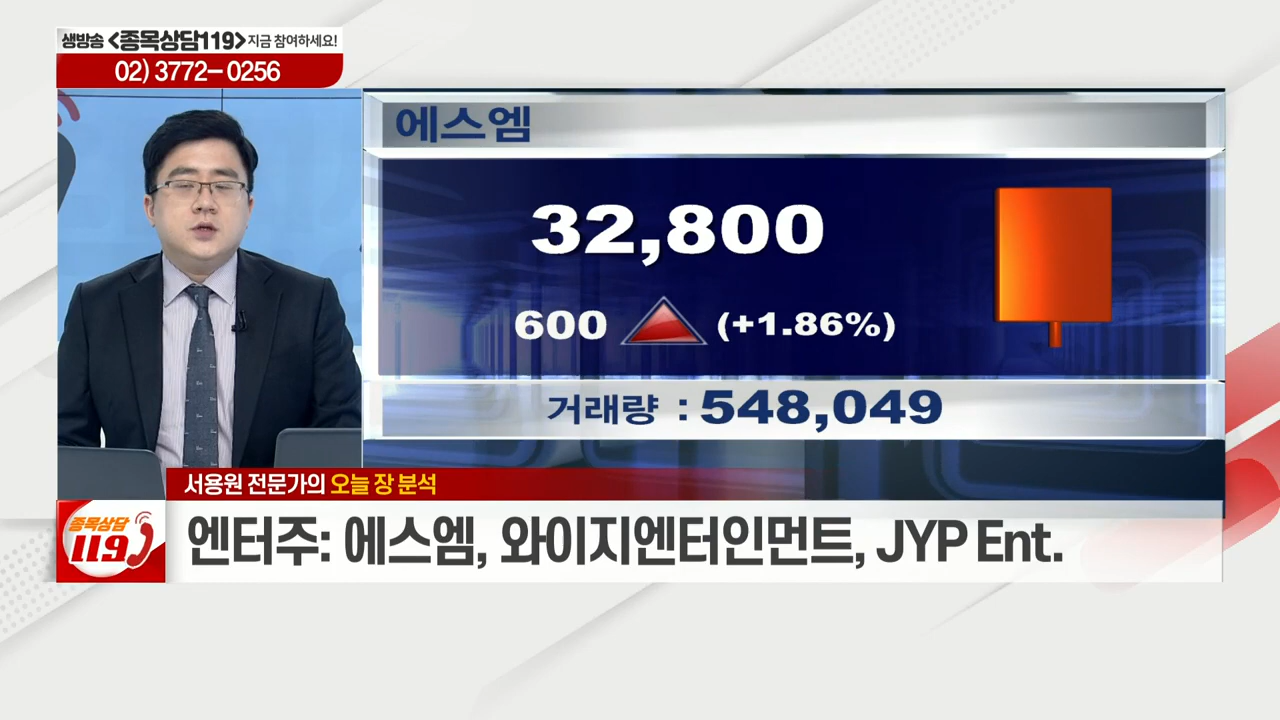 생방송 <종목상담119> 지금 참여하세요!
02) 3772-0256
에스엠
32,800
600 ▲ (+1.86%)
거래량 : 548,049
서용원 전문가의 오늘 장 분석
종목상담
119
엔터주: 에스엠, 와이지엔터인먼트, JYP Ent.